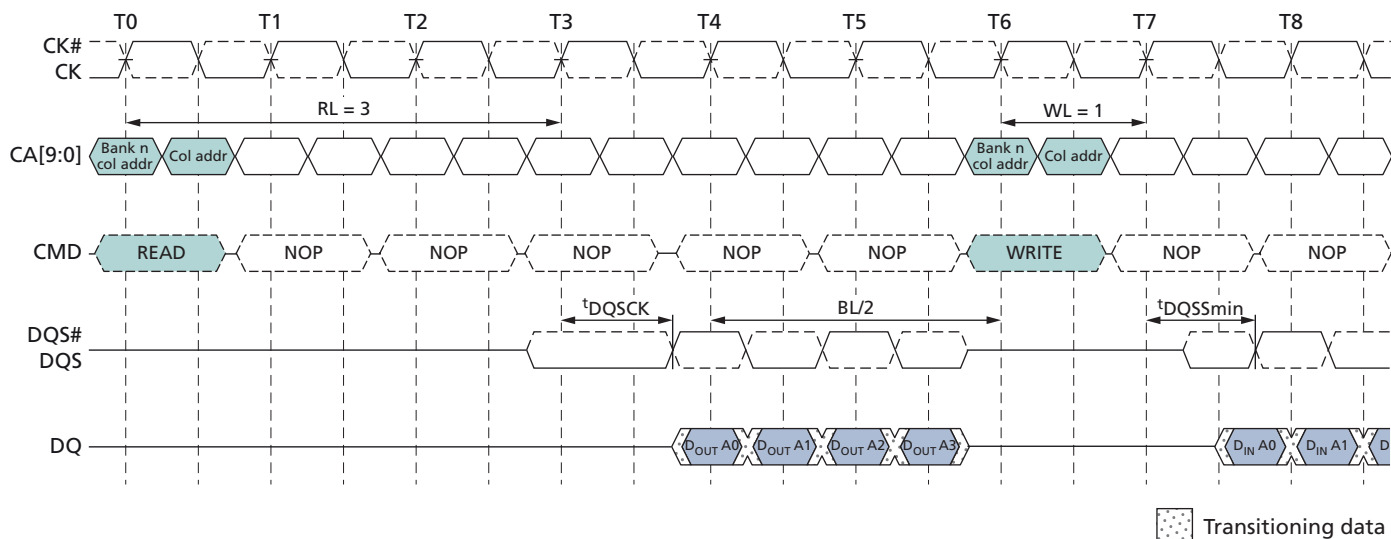 T0 T1 T2 T3 T4 T5 T6 T7 T8
CK#
CK
RL = 3
WL = 1
CA[9:0]
Bank n
col addr
Col addr
Bank n
col addr
Col addr
CMD
READ NOP NOP NOP NOP NOP WRITE NOP NOP
tDQSCK
BL/2
tDQSSmin
DQS#
DQS
DQ
DOUT A0 DOUT A1 DOUT A2 DOUT A3 DIN A0 DIN A1 D
Transitioning data